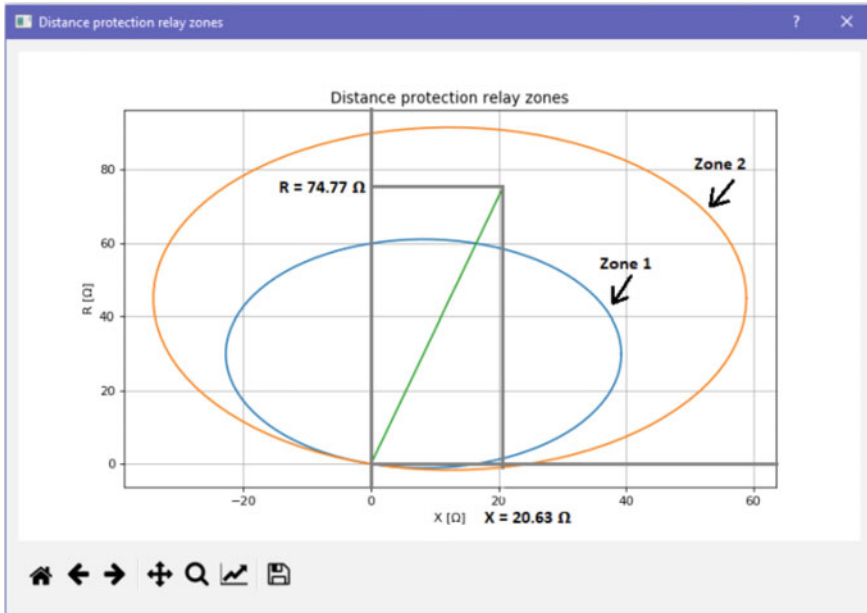 Distance protection relay zones
?
×
Distance protection relay zones
Zone 2
R = 74.77 Ω
Zone 1
R [Ω]
80
60
40
20
0
−20
0
20
40
60
X [Ω]
X = 20.63 Ω